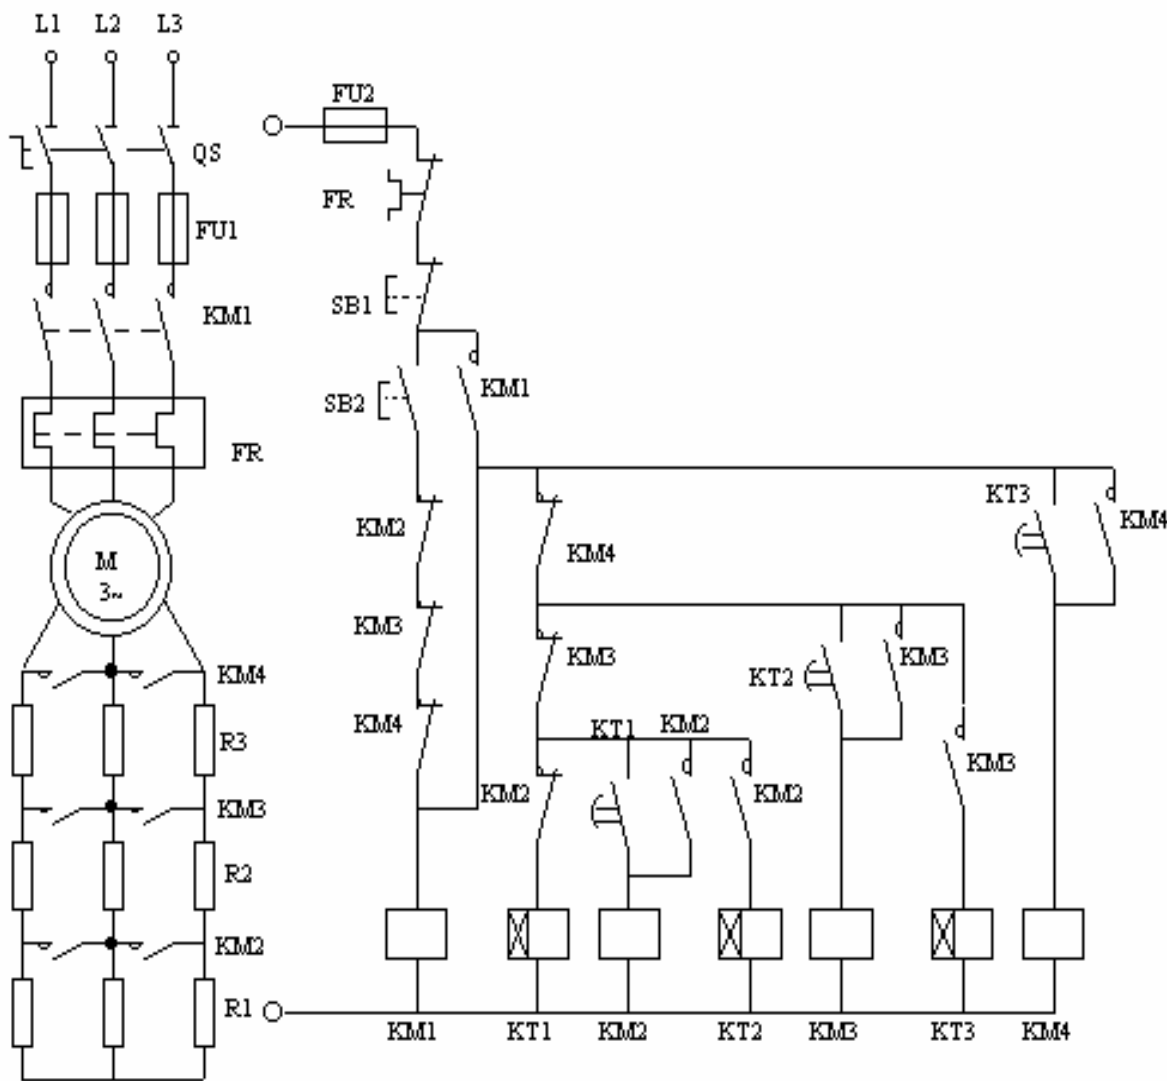 L1 L2 L3
FU2
QS
FR
FU1
SB1
KM1
KM1
SB2
FR
KT3
KM4
KM2
KM4
M
3~
KM3
KM3
KM3
KT2
KM4
KM4
KT1
KM2
R3
KM3
KM2
KM2
KM3
R2
KM2
R1
KM1 KT1 KM2 KT2 KM3 KT3 KM4